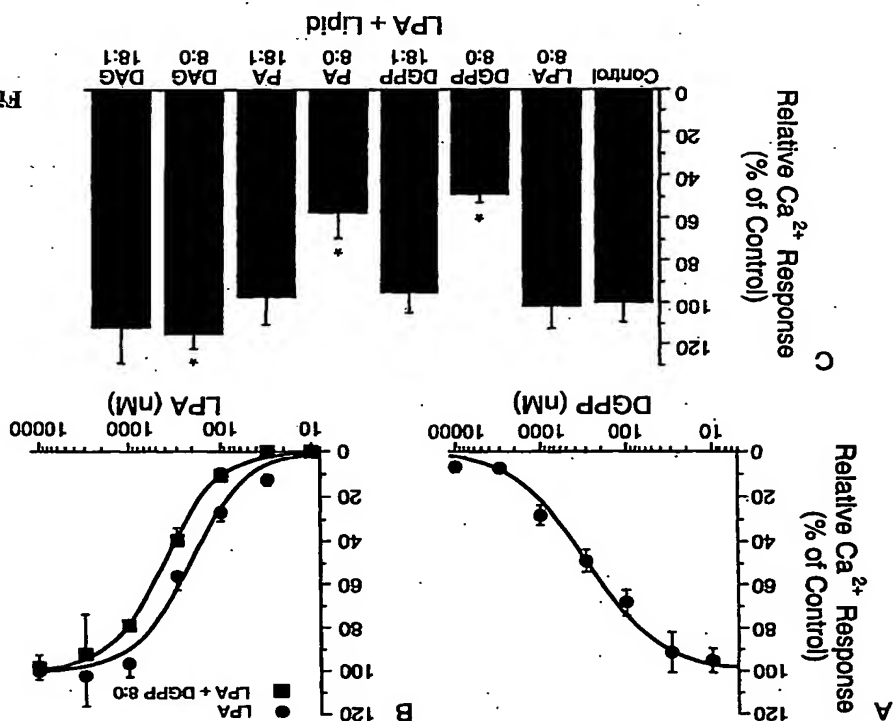 A
Relative Ca2+ Response
(% of Control)
120
100
80
60
40
20
0
10 100 1000 10000
DGPP (nM)
B
LPA
LPA + DGPP 8:0
120
100
80
60
40
20
0
10 100 1000 10000
LPA (nM)
C
Relative Ca2+ Response
(% of Control)
120
100
80
60
40
20
0
* * *
Control
LPA
8:0
DGPP
8:0
DGPP
18:1
PA
8:0
PA
18:1
DAG
8:0
DAG
18:1
LPA + Lipid